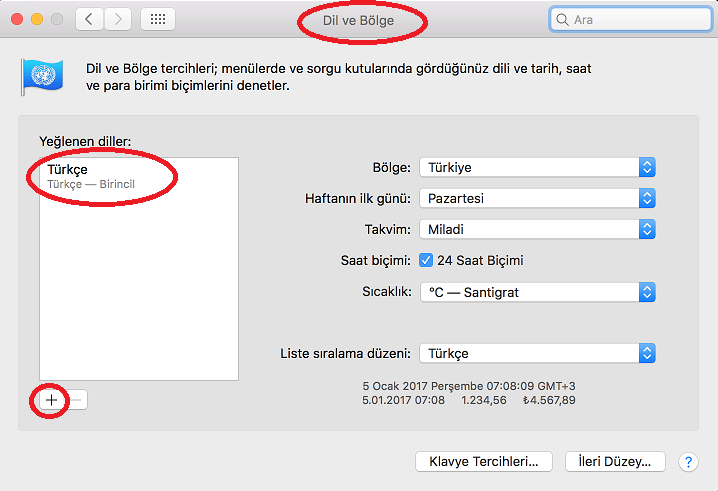 Dil ve Bölge
Ara
Dil ve Bölge tercihleri; menülerde ve sorgu kutularında gördüğünüz dili ve tarih, saat
ve para birimi biçimlerini denetler.
Yeğlenen diller:
Türkçe
Türkçe — Birincil
Bölge: Türkiye
Haftanın ilk günü: Pazartesi
Takvim: Miladi
Saat biçimi: 24 Saat Biçimi
Sıcaklık: °C — Santigrat
Liste sıralama düzeni: Türkçe
5 Ocak 2017 Perşembe 07:08:09 GMT+3
5.01.2017 07:08 1.234,56 ₺4.567,89
+ −
Klavye Tercihleri... İleri Düzey... ?